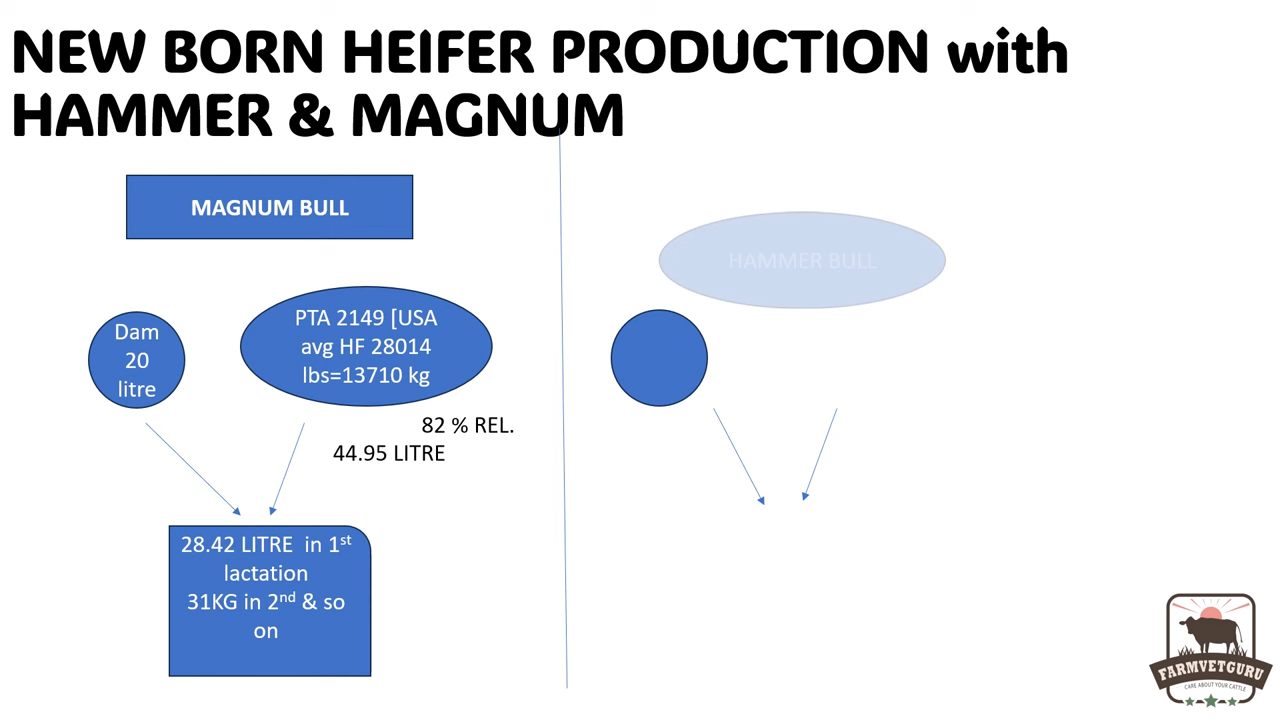 NEW BORN HEIFER PRODUCTION with
HAMMER & MAGNUM
MAGNUM BULL
Dam
20
litre
PTA 2149 [USA
avg HF 28014
lbs=13710 kg
82 % REL.
44.95 LITRE
28.42 LITRE in 1st
lactation
31KG in 2nd & so
on
HAMMER BULL
FARMVETGURU
CARE ABOUT YOUR CATTLE